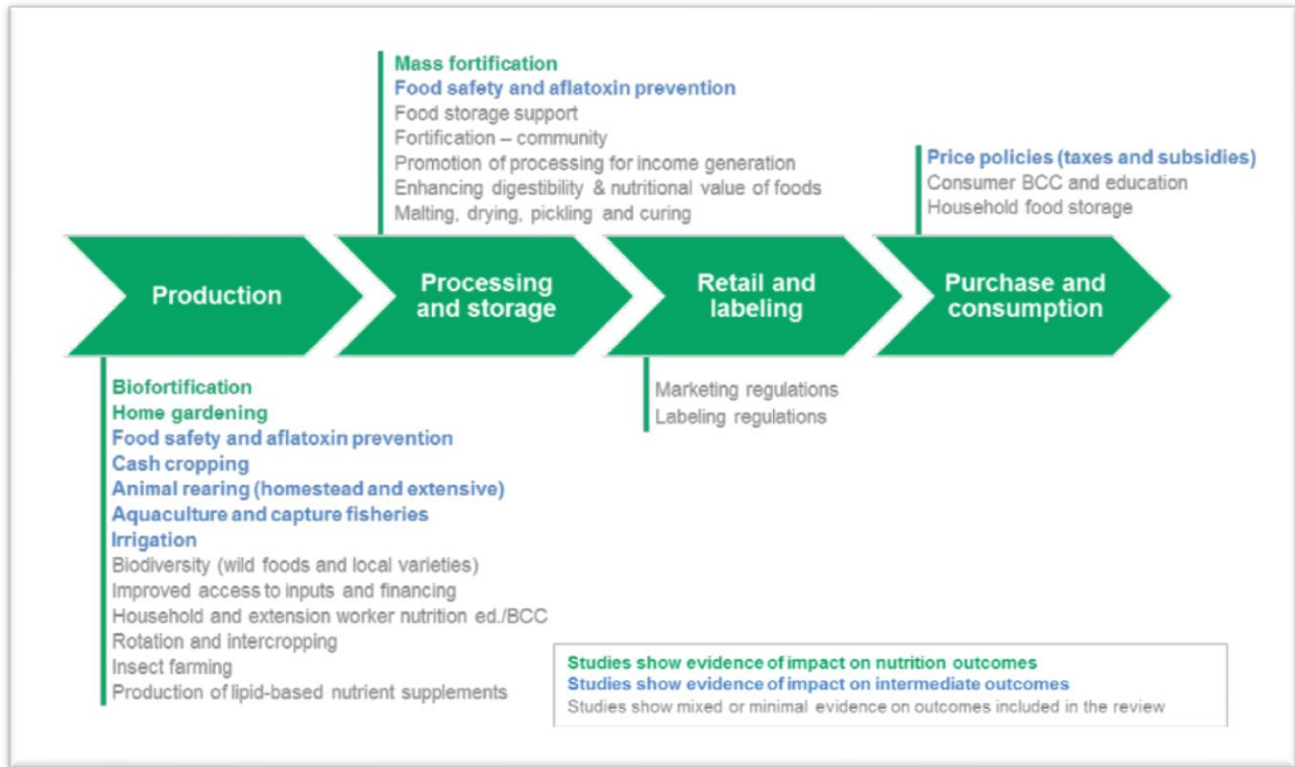 Mass fortification
Food safety and aflatoxin prevention
Food storage support
Fortification – community
Promotion of processing for income generation
Enhancing digestibility & nutritional value of foods
Malting, drying, pickling and curing
Price policies (taxes and subsidies)
Consumer BCC and education
Household food storage
Production
Processing
and storage
Retail and
labeling
Purchase and
consumption
Biofortification
Home gardening
Food safety and aflatoxin prevention
Cash cropping
Animal rearing (homestead and extensive)
Aquaculture and capture fisheries
Irrigation
Biodiversity (wild foods and local varieties)
Improved access to inputs and financing
Household and extension worker nutrition ed./BCC
Rotation and intercropping
Insect farming
Production of lipid-based nutrient supplements
Marketing regulations
Labeling regulations
Studies show evidence of impact on nutrition outcomes
Studies show evidence of impact on intermediate outcomes
Studies show mixed or minimal evidence on outcomes included in the review